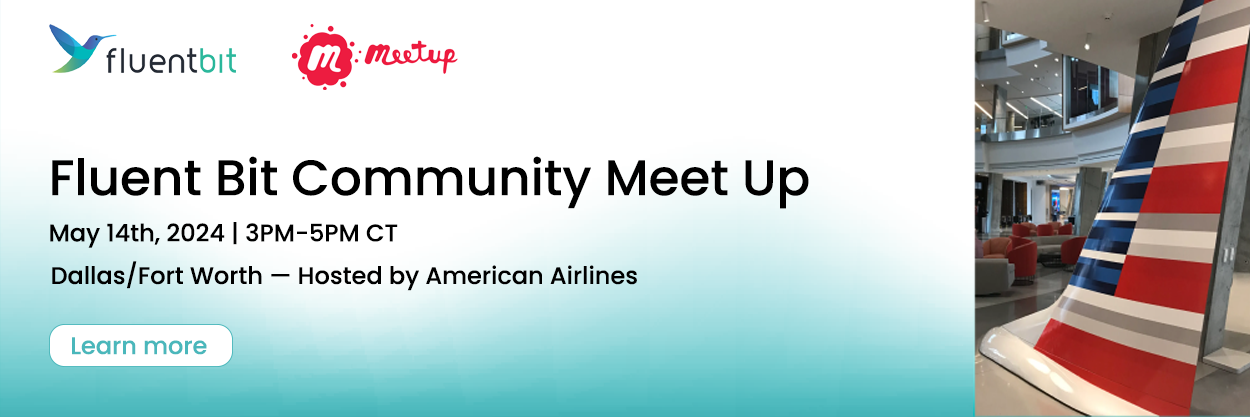 fluentbit
m meetup
Fluent Bit Community Meet Up
May 14th, 2024 | 3PM-5PM CT
Dallas/Fort Worth — Hosted by American Airlines
Learn more